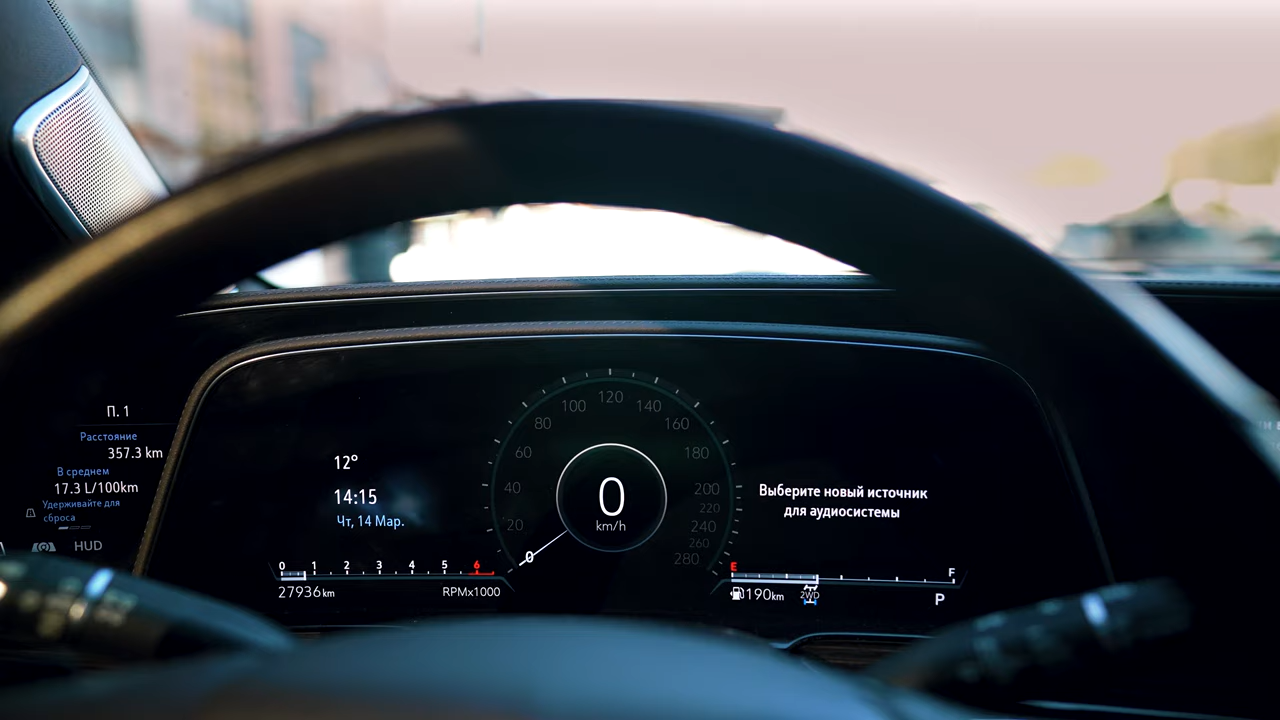 П. 1
Расстояние
357.3 km
В среднем
17.3 L/100km
Удерживайте для
сброса
HUD
12°
14:15
Чт, 14 Мар.
0 1 2 3 4 5 6
27936 km
RPMx1000
0 20 40 60 80 100 120 140 160 180 200 220 240 260 280
0
km/h
Выберите новый источник
для аудиосистемы
E F
190km
2WD
P